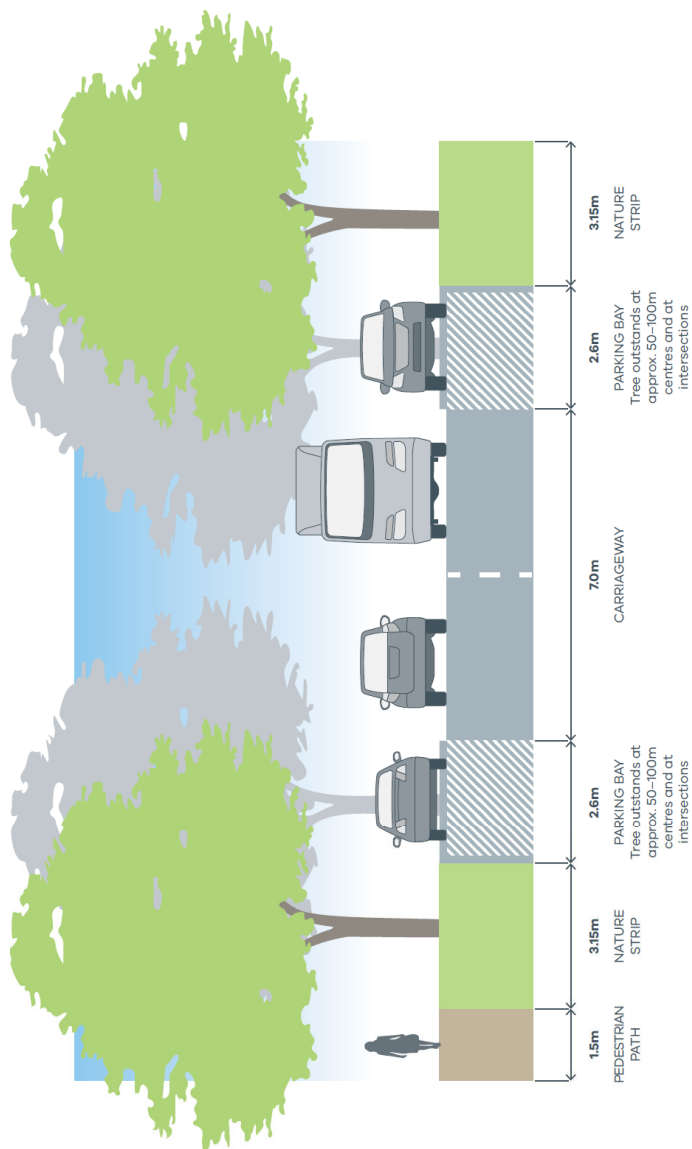 1.5m
PEDESTRIAN
PATH
3.15m
NATURE
STRIP
2.6m
PARKING BAY
Tree outstands at
approx. 50–100m
centres and at
intersections
7.0m
CARRIAGEWAY
2.6m
PARKING BAY
Tree outstands at
approx. 50–100m
centres and at
intersections
3.15m
NATURE
STRIP